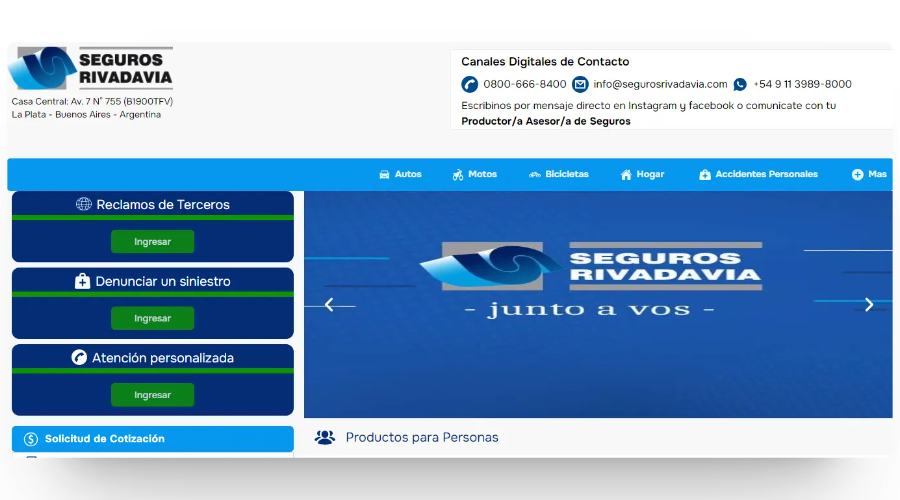 SEGUROS
RIVADAVIA
Casa Central: Av. 7 N° 755 (B1900TFV)
La Plata - Buenos Aires - Argentina
Canales Digitales de Contacto
0800-666-8400 info@segurosrivadavia.com +54 9 11 3989-8000
Escribinos por mensaje directo en Instagram y facebook o comunicate con tu
Productor/a Asesor/a de Seguros
Autos Motos Bicicletas Hogar Accidentes Personales Mas
Reclamos de Terceros
Ingresar
Denunciar un siniestro
Ingresar
Atención personalizada
Ingresar
Solicitud de Cotización
SEGUROS
RIVADAVIA
- junto a vos -
Productos para Personas